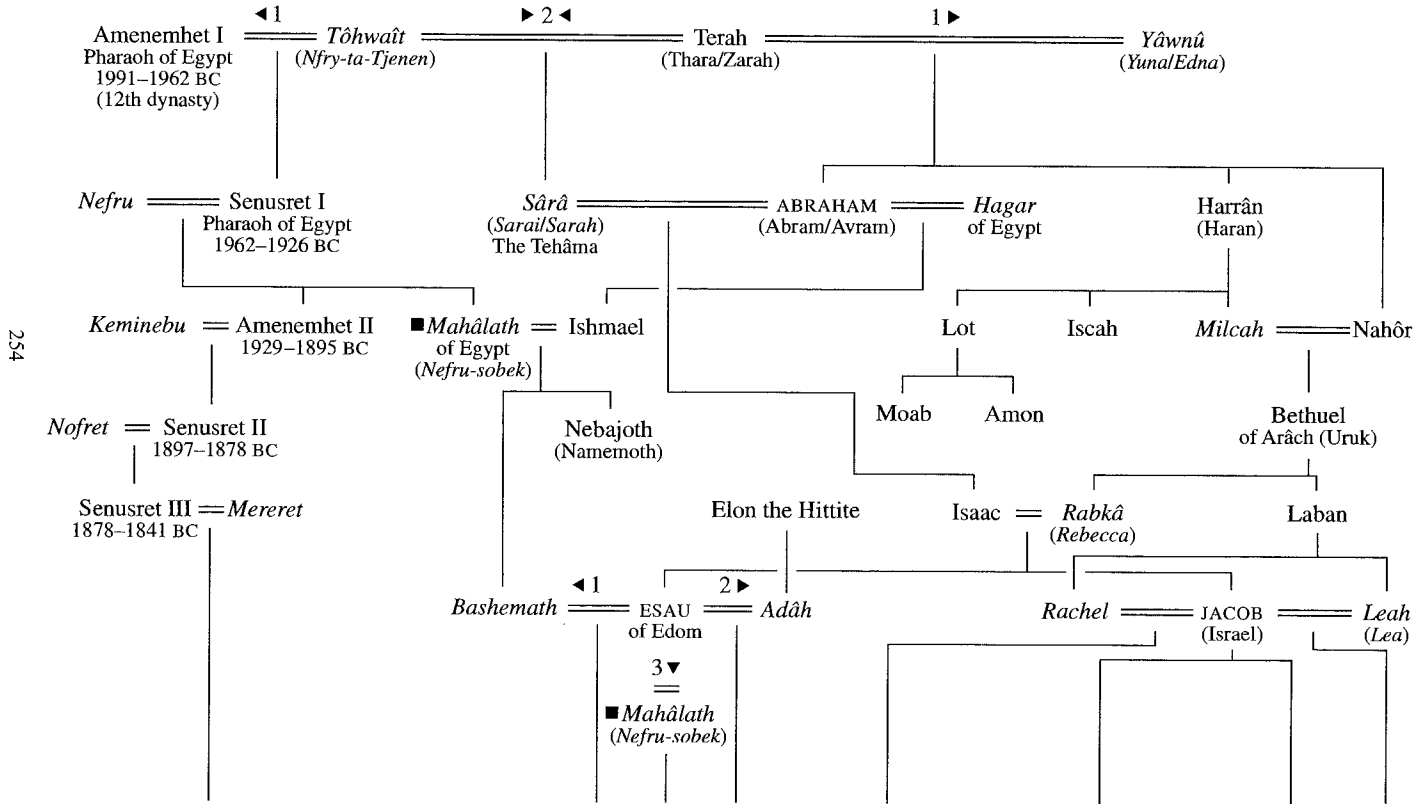 ◄ 1
► 2 ◄
1 ►
Amenemhet I
Pharaoh of Egypt
1991–1962 BC
(12th dynasty)
Tôhwaît
(Nfry-ta-Tjenen)
Terah
(Thara/Zarah)
Yâwnû
(Yuna/Edna)
Nefru
Senusret I
Pharaoh of Egypt
1962–1926 BC
Sârâ
(Sarai/Sarah)
The Tehâma
ABRAHAM
(Abram/Avram)
Hagar
of Egypt
Harrân
(Haran)
254
Keminebu
Amenemhet II
1929–1895 BC
■ Mahâlath
of Egypt
(Nefru-sobek)
Ishmael
Lot
Iscah
Milcah
Nahôr
Nofret
Senusret II
1897–1878 BC
Nebajoth
(Namemoth)
Moab
Amon
Bethuel
of Arâch (Uruk)
Senusret III
1878–1841 BC
Mereret
Elon the Hittite
Isaac
Rabkâ
(Rebecca)
Laban
◄ 1
2 ►
Bashemath
ESAU
of Edom
Adâh
Rachel
JACOB
(Israel)
Leah
(Lea)
3 ▼
■ Mahâlath
(Nefru-sobek)